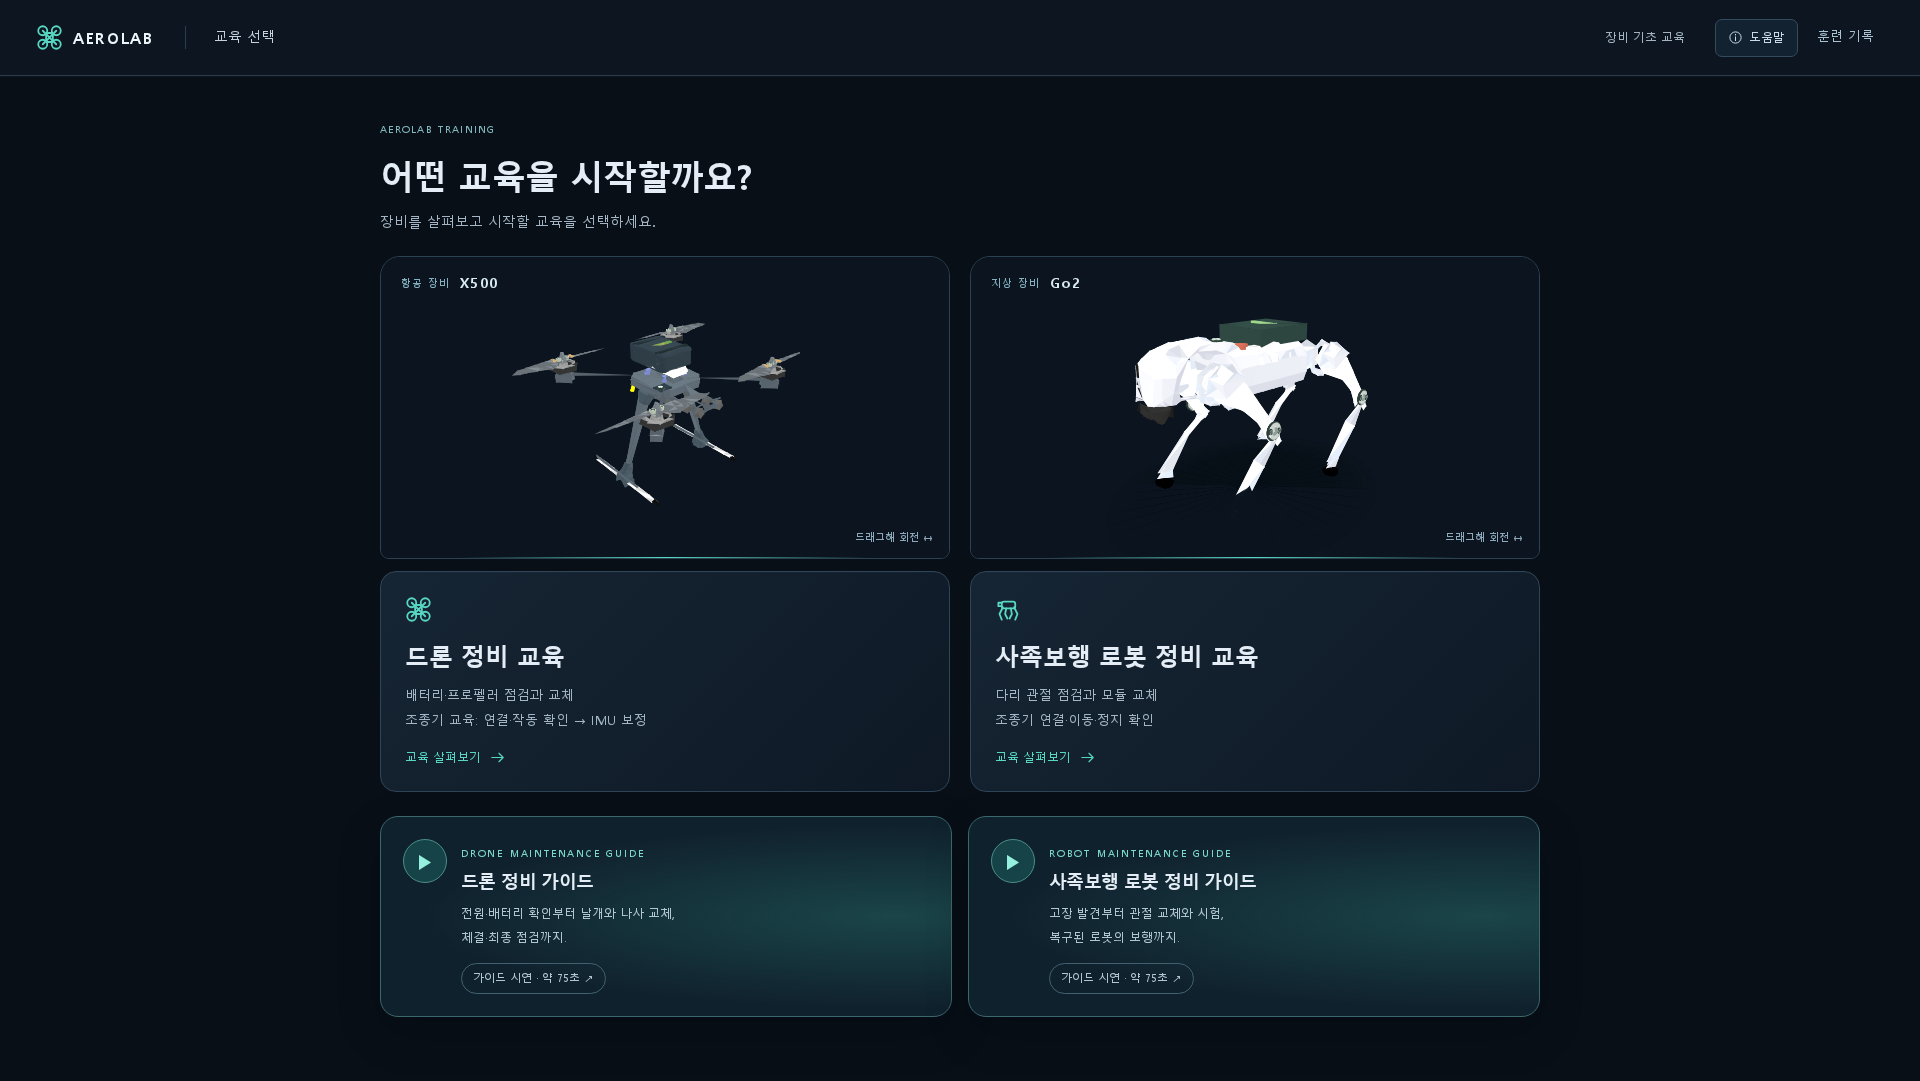 AEROLAB
교육 선택
장비 기초 교육
도움말
훈련 기록
AEROLAB TRAINING
어떤 교육을 시작할까요?
장비를 살펴보고 시작할 교육을 선택하세요.
항공 장비 X500
드래그해 회전 ↔
지상 장비 Go2
드래그해 회전 ↔
드론 정비 교육
배터리·프로펠러 점검과 교체
조종기 교육: 연결·작동 확인 → IMU 보정
교육 살펴보기 →
사족보행 로봇 정비 교육
다리 관절 점검과 모듈 교체
조종기 연결·이동·정지 확인
교육 살펴보기 →
DRONE MAINTENANCE GUIDE
드론 정비 가이드
전원·배터리 확인부터 날개와 나사 교체,
체결·최종 점검까지.
가이드 시연 · 약 75초 ↗
ROBOT MAINTENANCE GUIDE
사족보행 로봇 정비 가이드
고장 발견부터 관절 교체와 시험,
복구된 로봇의 보행까지.
가이드 시연 · 약 75초 ↗